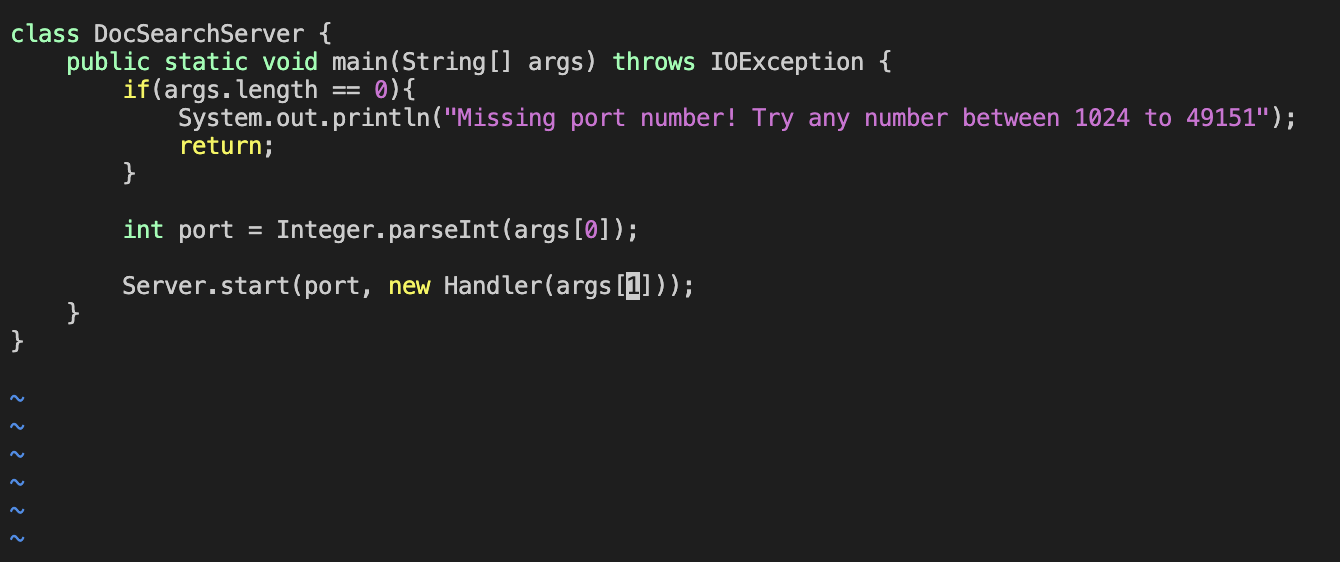 class DocSearchServer {
    public static void main(String[] args) throws IOException {
        if(args.length == 0){
            System.out.println("Missing port number! Try any number between 1024 to 49151");
            return;
        }

        int port = Integer.parseInt(args[0]);

        Server.start(port, new Handler(args[1]));
    }
}

~
~
~
~
~
~